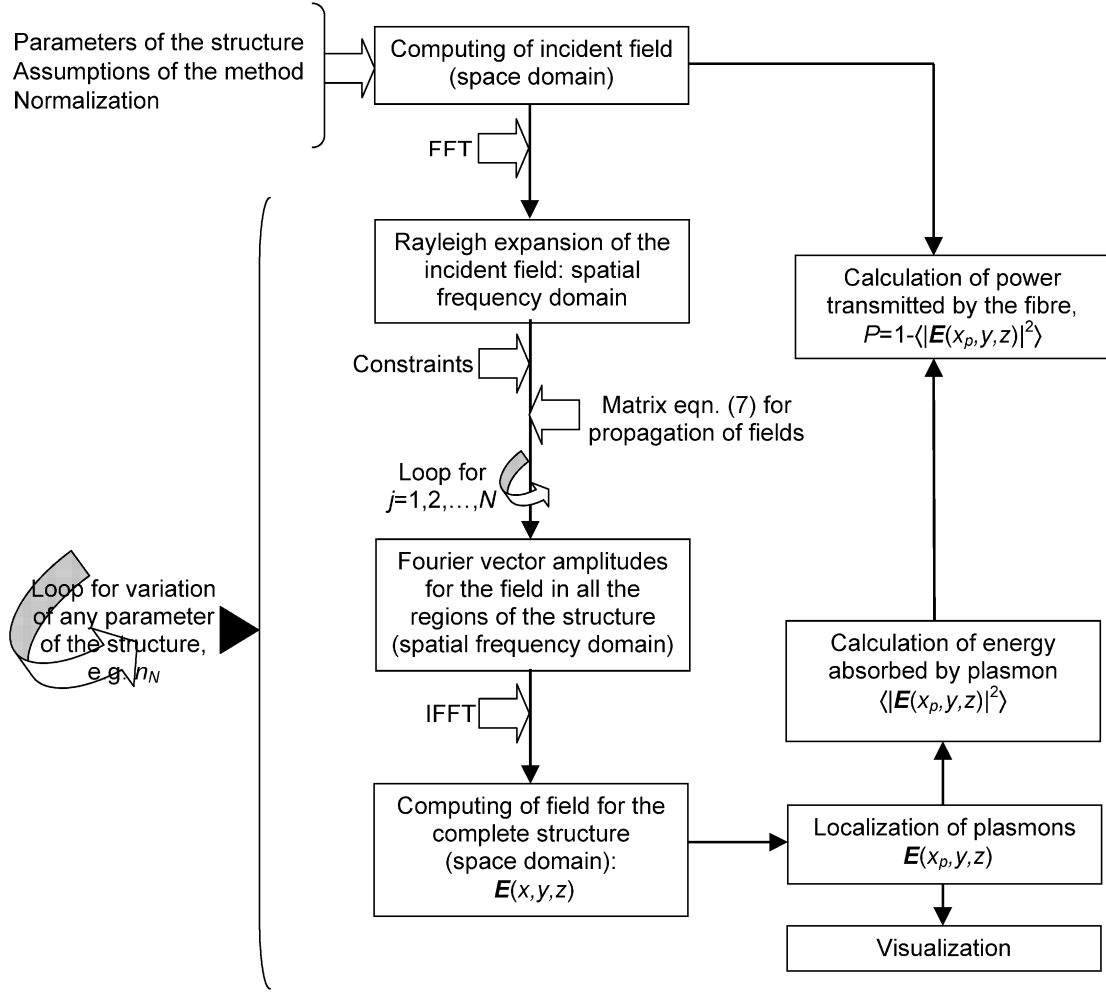 Parameters of the structure
Assumptions of the method
Normalization
Computing of incident field
(space domain)
FFT
Rayleigh expansion of the
incident field: spatial
frequency domain
Constraints
Matrix eqn. (7) for
propagation of fields
Loop for
j=1,2,…,N
Fourier vector amplitudes
for the field in all the
regions of the structure
(spatial frequency domain)
Loop for variation
of any parameter
of the structure,
e.g. n_N
IFFT
Computing of field for the
complete structure
(space domain):
E(x,y,z)
Localization of plasmons
E(x_p,y,z)
Visualization
Calculation of energy
absorbed by plasmon
⟨|E(x_p,y,z)|²⟩
Calculation of power
transmitted by the fibre,
P=1-⟨|E(x_p,y,z)|²⟩